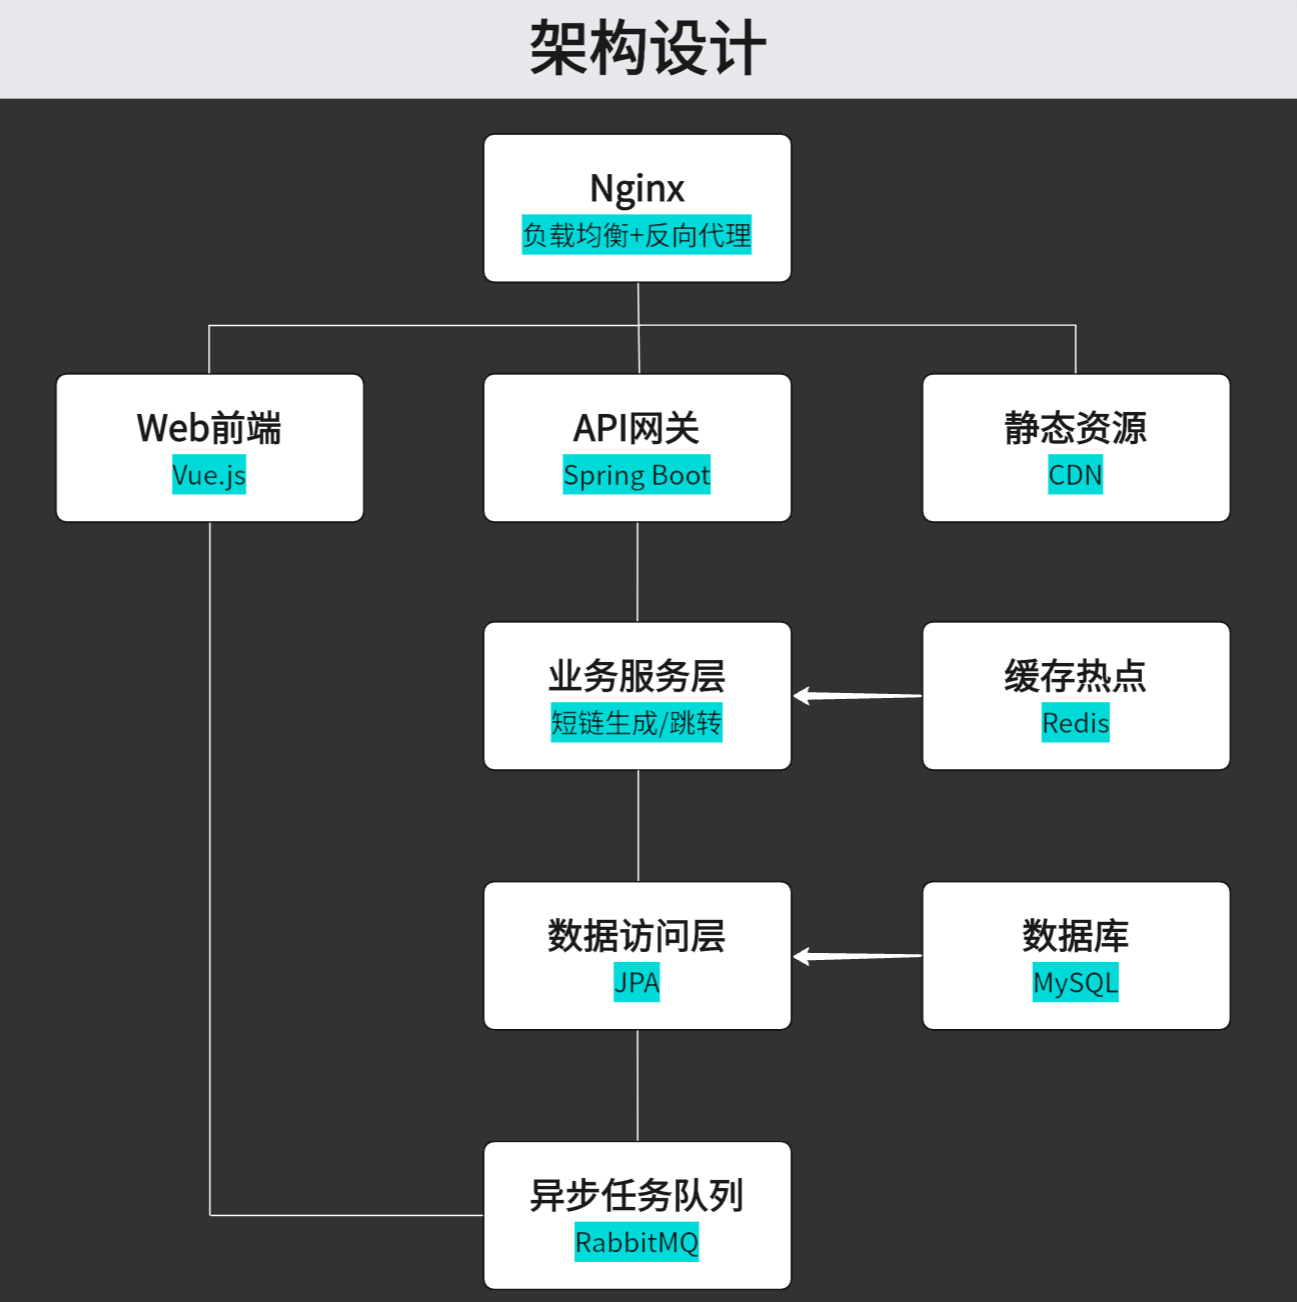 架构设计
Nginx
负载均衡+反向代理
Web前端
Vue.js
API网关
Spring Boot
静态资源
CDN
业务服务层
短链生成/跳转
缓存热点
Redis
数据访问层
JPA
数据库
MySQL
异步任务队列
RabbitMQ